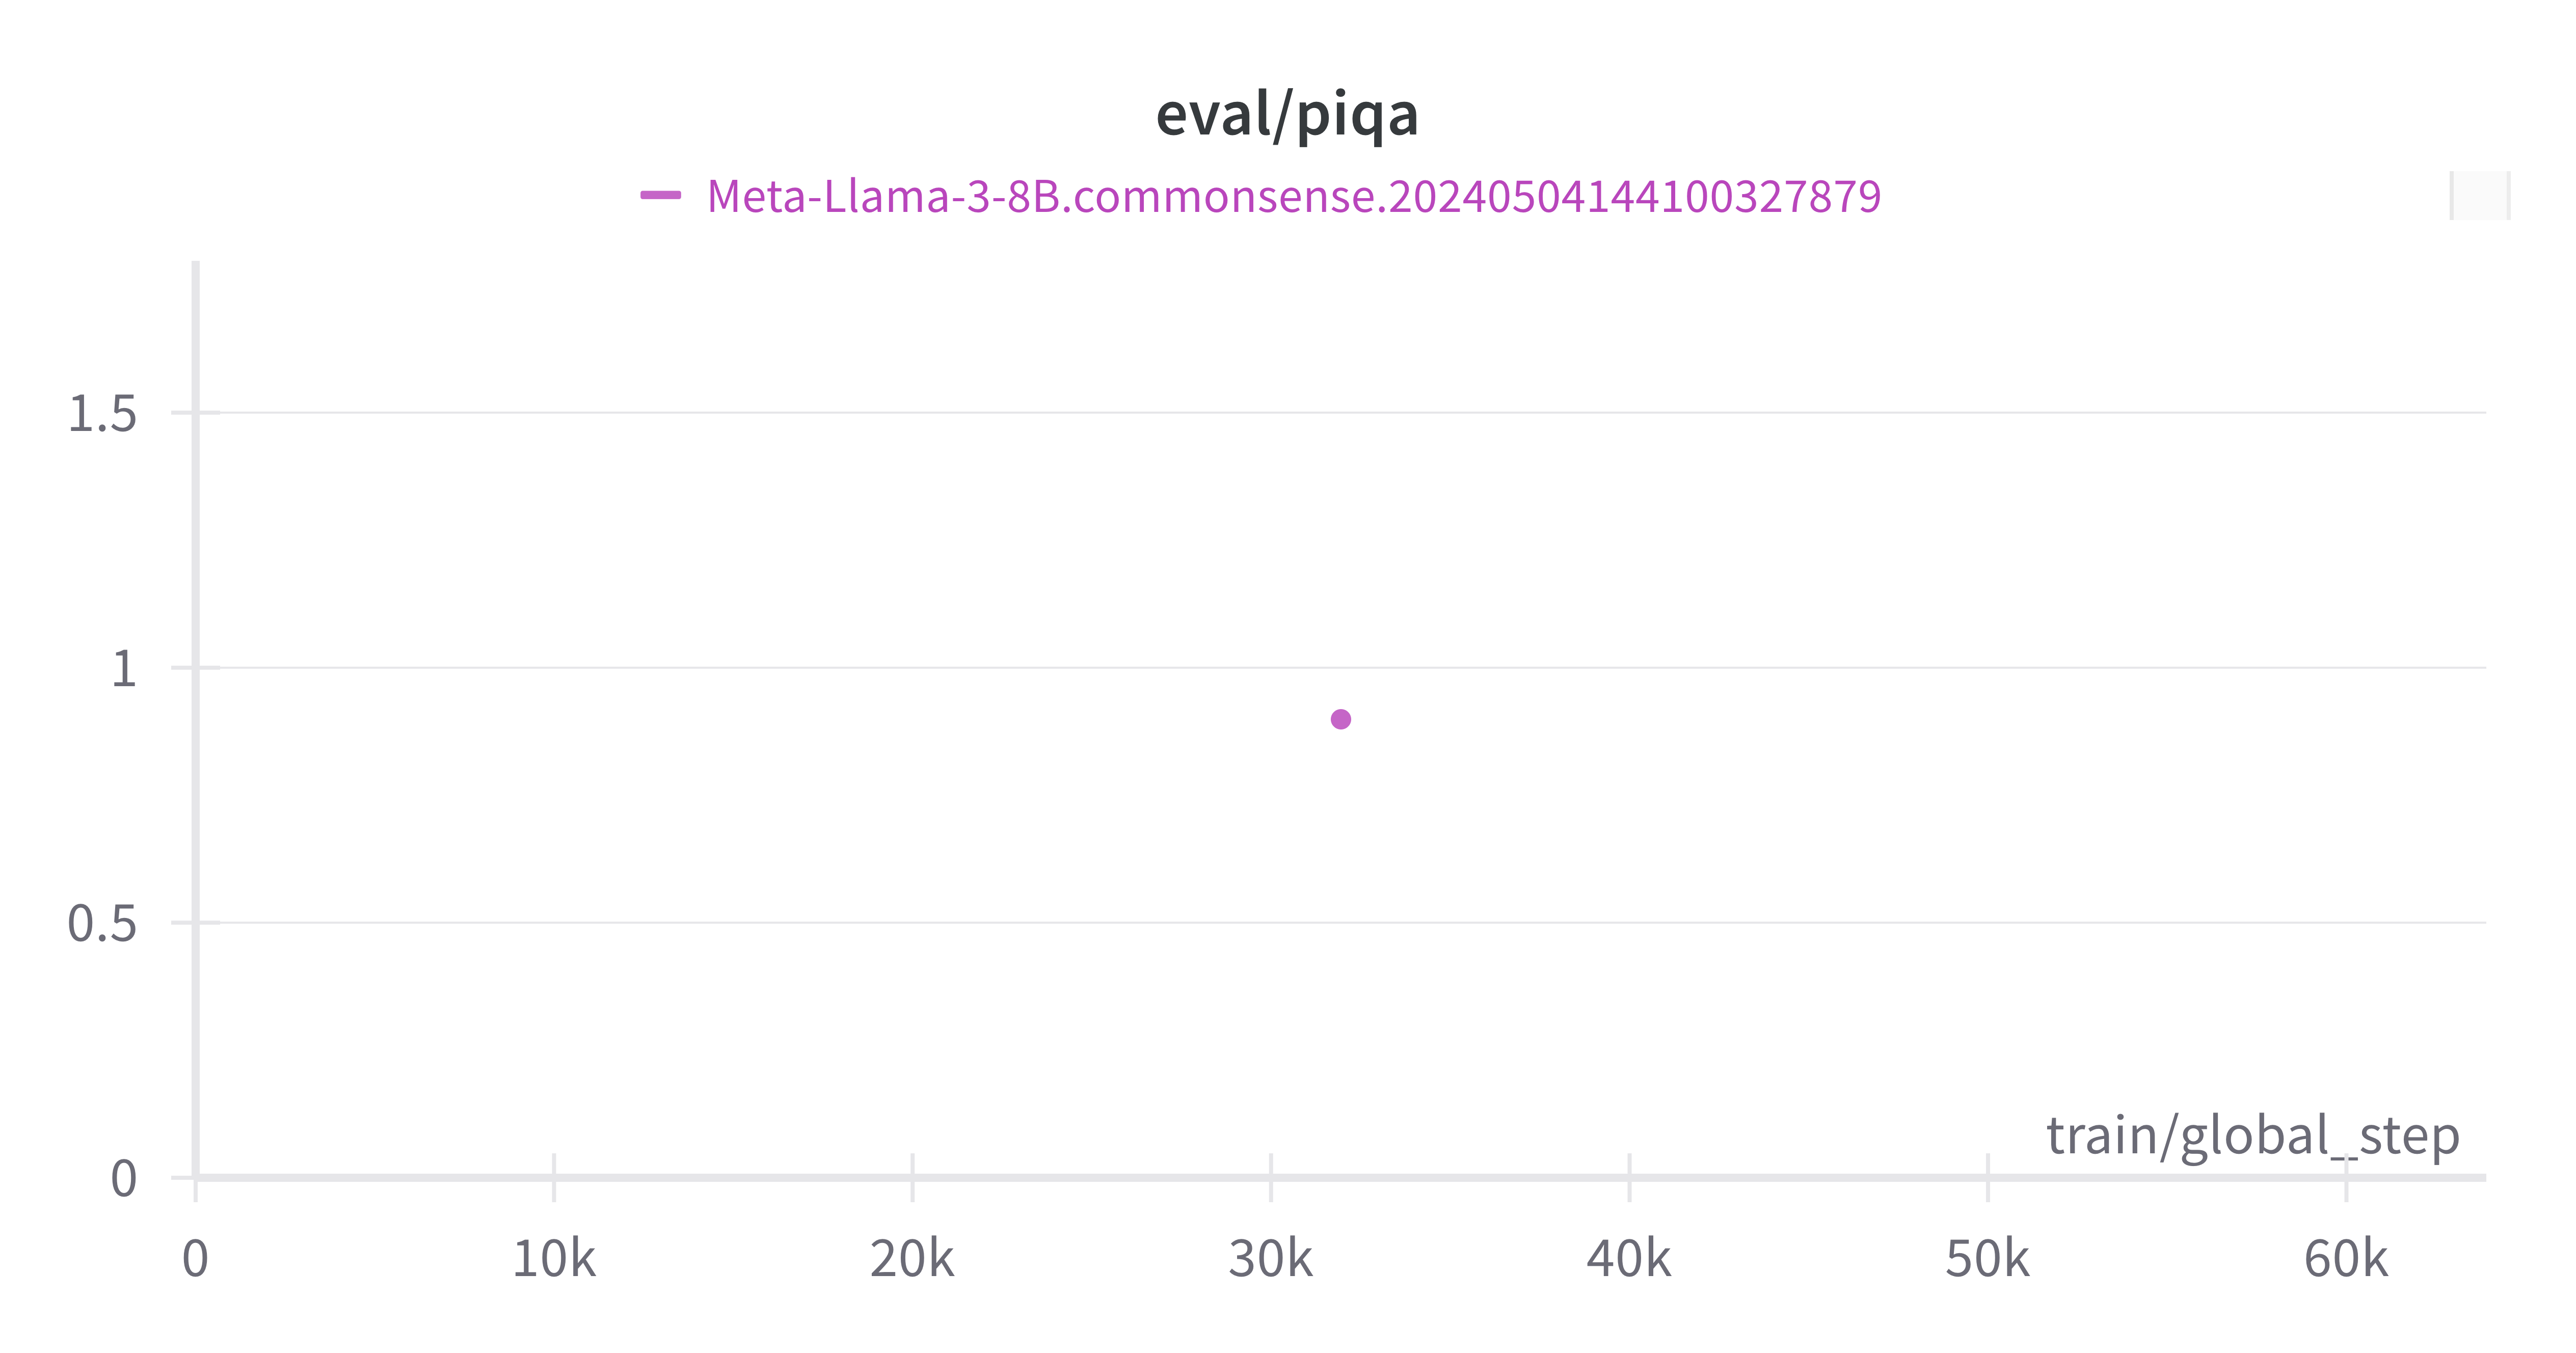 eval/piqa
Meta-Llama-3-8B.commonsense.20240504144100327879
1.5
1
0.5
0
train/global_step
0 10k 20k 30k 40k 50k 60k